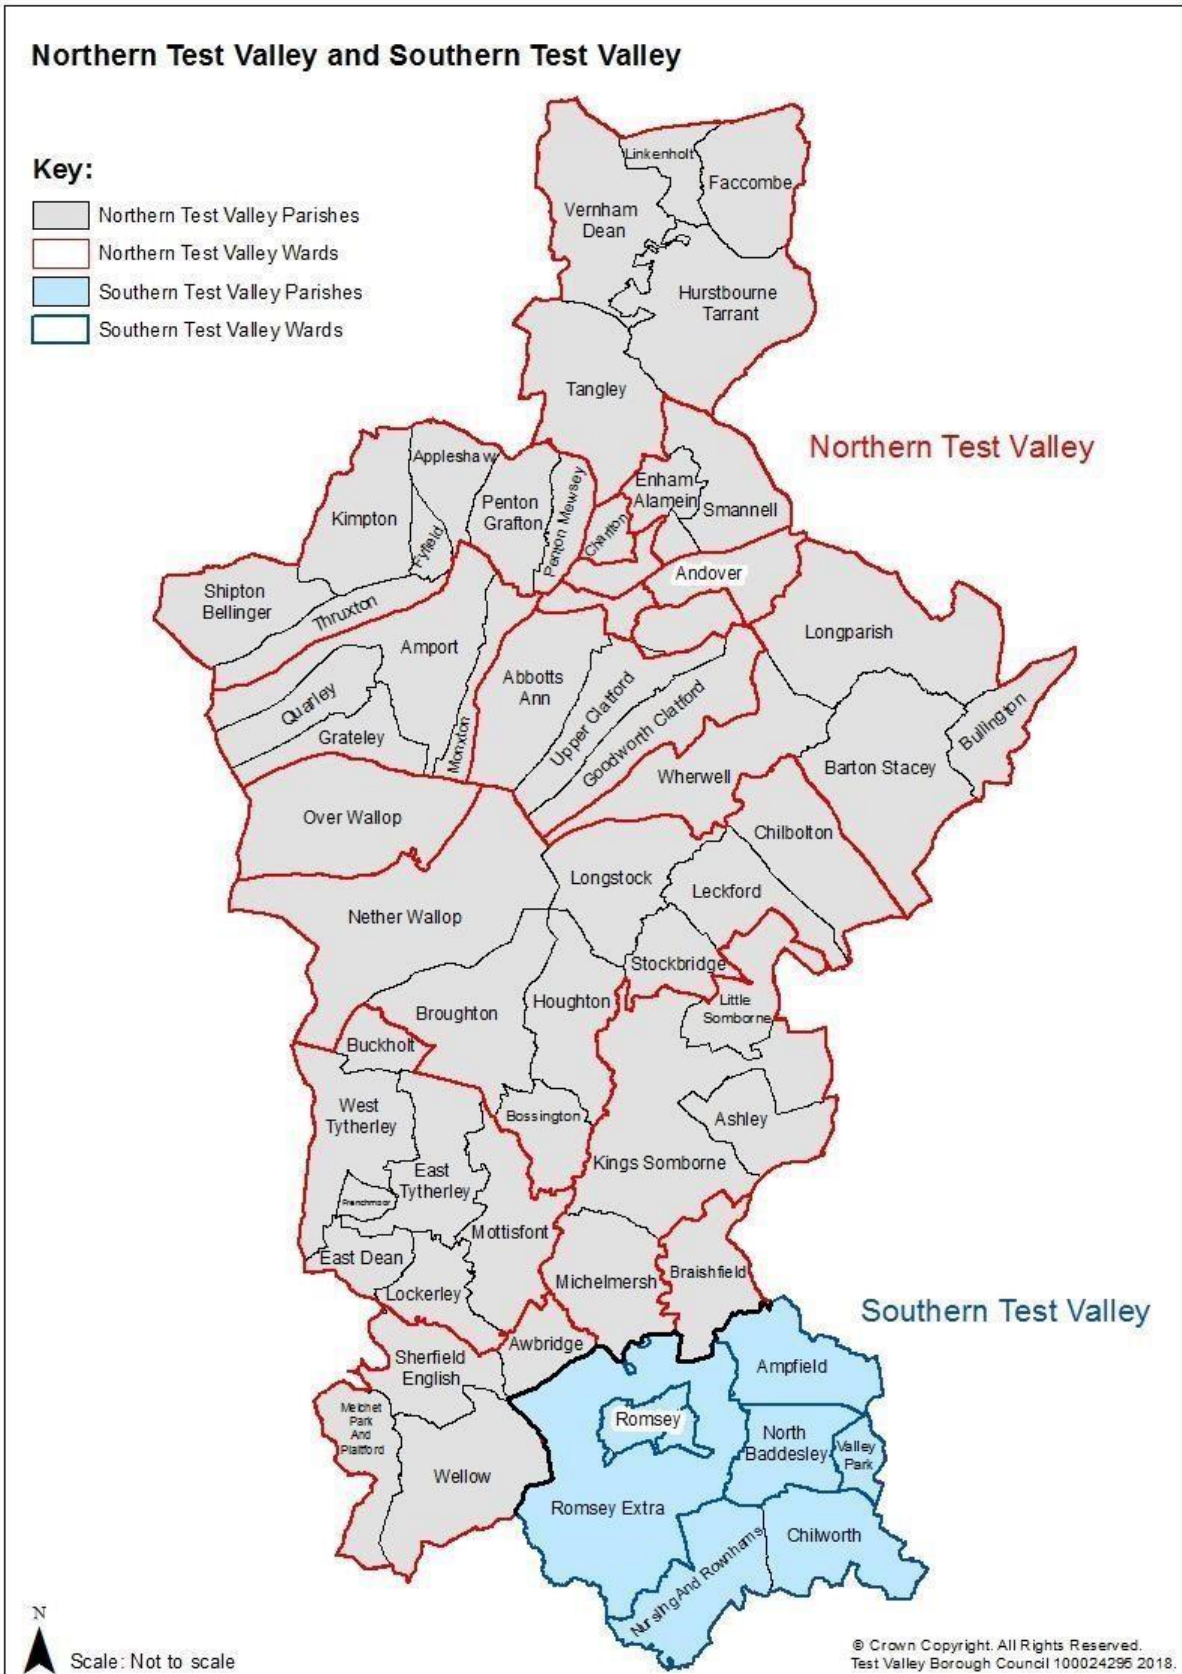 Northern Test Valley and Southern Test Valley
Key:
Northern Test Valley Parishes
Northern Test Valley Wards
Southern Test Valley Parishes
Southern Test Valley Wards
Linkenholt
Faccombe
Vernham
Dean
Hurstbourne
Tarrant
Tangley
Northern Test Valley
Appleshaw
Kimpton
Fyfield
Penton
Grafton
Penton Mewsey
Charlton
Enham
Alamein
Smannell
Andover
Shipton
Bellinger
Thruxton
Amport
Quarley
Grateley
Monxton
Abbotts
Ann
Upper Clatford
Goodworth Clatford
Longparish
Bullington
Barton Stacey
Wherwell
Over Wallop
Chilbolton
Longstock
Leckford
Nether Wallop
Stockbridge
Little
Somborne
Houghton
Broughton
Buckholt
West
Tytherley
Bossington
Ashley
Kings Somborne
East
Tytherley
Frenchmoor
Mottisfont
East Dean
Lockerley
Michelmersh
Braishfield
Southern Test Valley
Awbridge
Sherfield
English
Ampfield
Melchet
Park
And
Plaitford
Romsey
North
Baddesley
Valley
Park
Wellow
Romsey Extra
Chilworth
Nursling And Rownhams
N
Scale: Not to scale
© Crown Copyright. All Rights Reserved.
Test Valley Borough Council 100024295 2018.